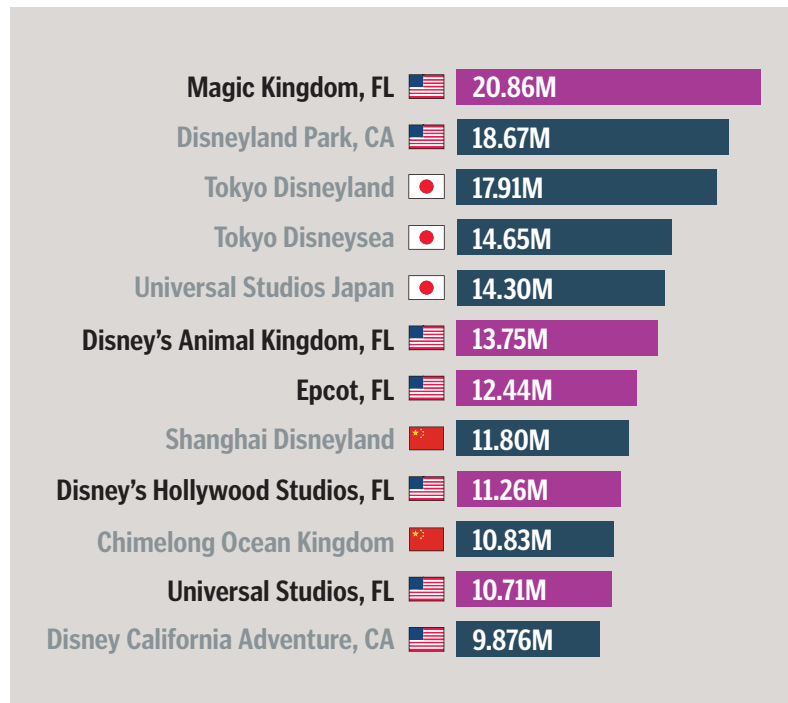 Magic Kingdom, FL 20.86M
Disneyland Park, CA 18.67M
Tokyo Disneyland 17.91M
Tokyo Disneysea 14.65M
Universal Studios Japan 14.30M
Disney's Animal Kingdom, FL 13.75M
Epcot, FL 12.44M
Shanghai Disneyland 11.80M
Disney's Hollywood Studios, FL 11.26M
Chimelong Ocean Kingdom 10.83M
Universal Studios, FL 10.71M
Disney California Adventure, CA 9.876M